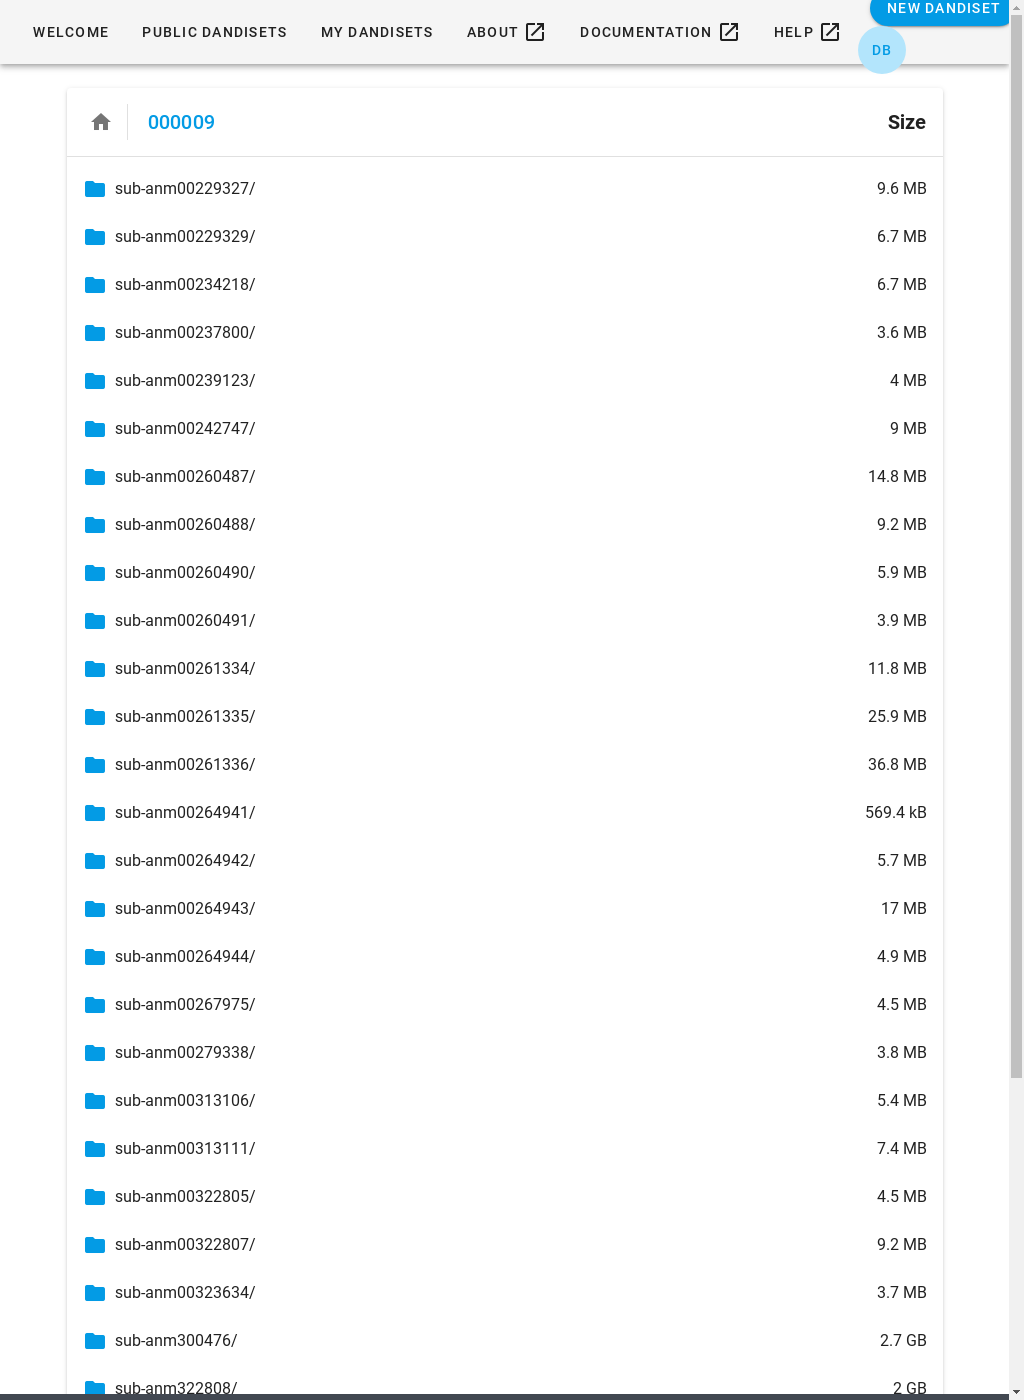 WELCOME PUBLIC DANDISETS MY DANDISETS ABOUT DOCUMENTATION HELP NEW DANDISET
DB
000009 Size
sub-anm00229327/ 9.6 MB
sub-anm00229329/ 6.7 MB
sub-anm00234218/ 6.7 MB
sub-anm00237800/ 3.6 MB
sub-anm00239123/ 4 MB
sub-anm00242747/ 9 MB
sub-anm00260487/ 14.8 MB
sub-anm00260488/ 9.2 MB
sub-anm00260490/ 5.9 MB
sub-anm00260491/ 3.9 MB
sub-anm00261334/ 11.8 MB
sub-anm00261335/ 25.9 MB
sub-anm00261336/ 36.8 MB
sub-anm00264941/ 569.4 kB
sub-anm00264942/ 5.7 MB
sub-anm00264943/ 17 MB
sub-anm00264944/ 4.9 MB
sub-anm00267975/ 4.5 MB
sub-anm00279338/ 3.8 MB
sub-anm00313106/ 5.4 MB
sub-anm00313111/ 7.4 MB
sub-anm00322805/ 4.5 MB
sub-anm00322807/ 9.2 MB
sub-anm00323634/ 3.7 MB
sub-anm300476/ 2.7 GB
sub-anm322808/ 2 GB